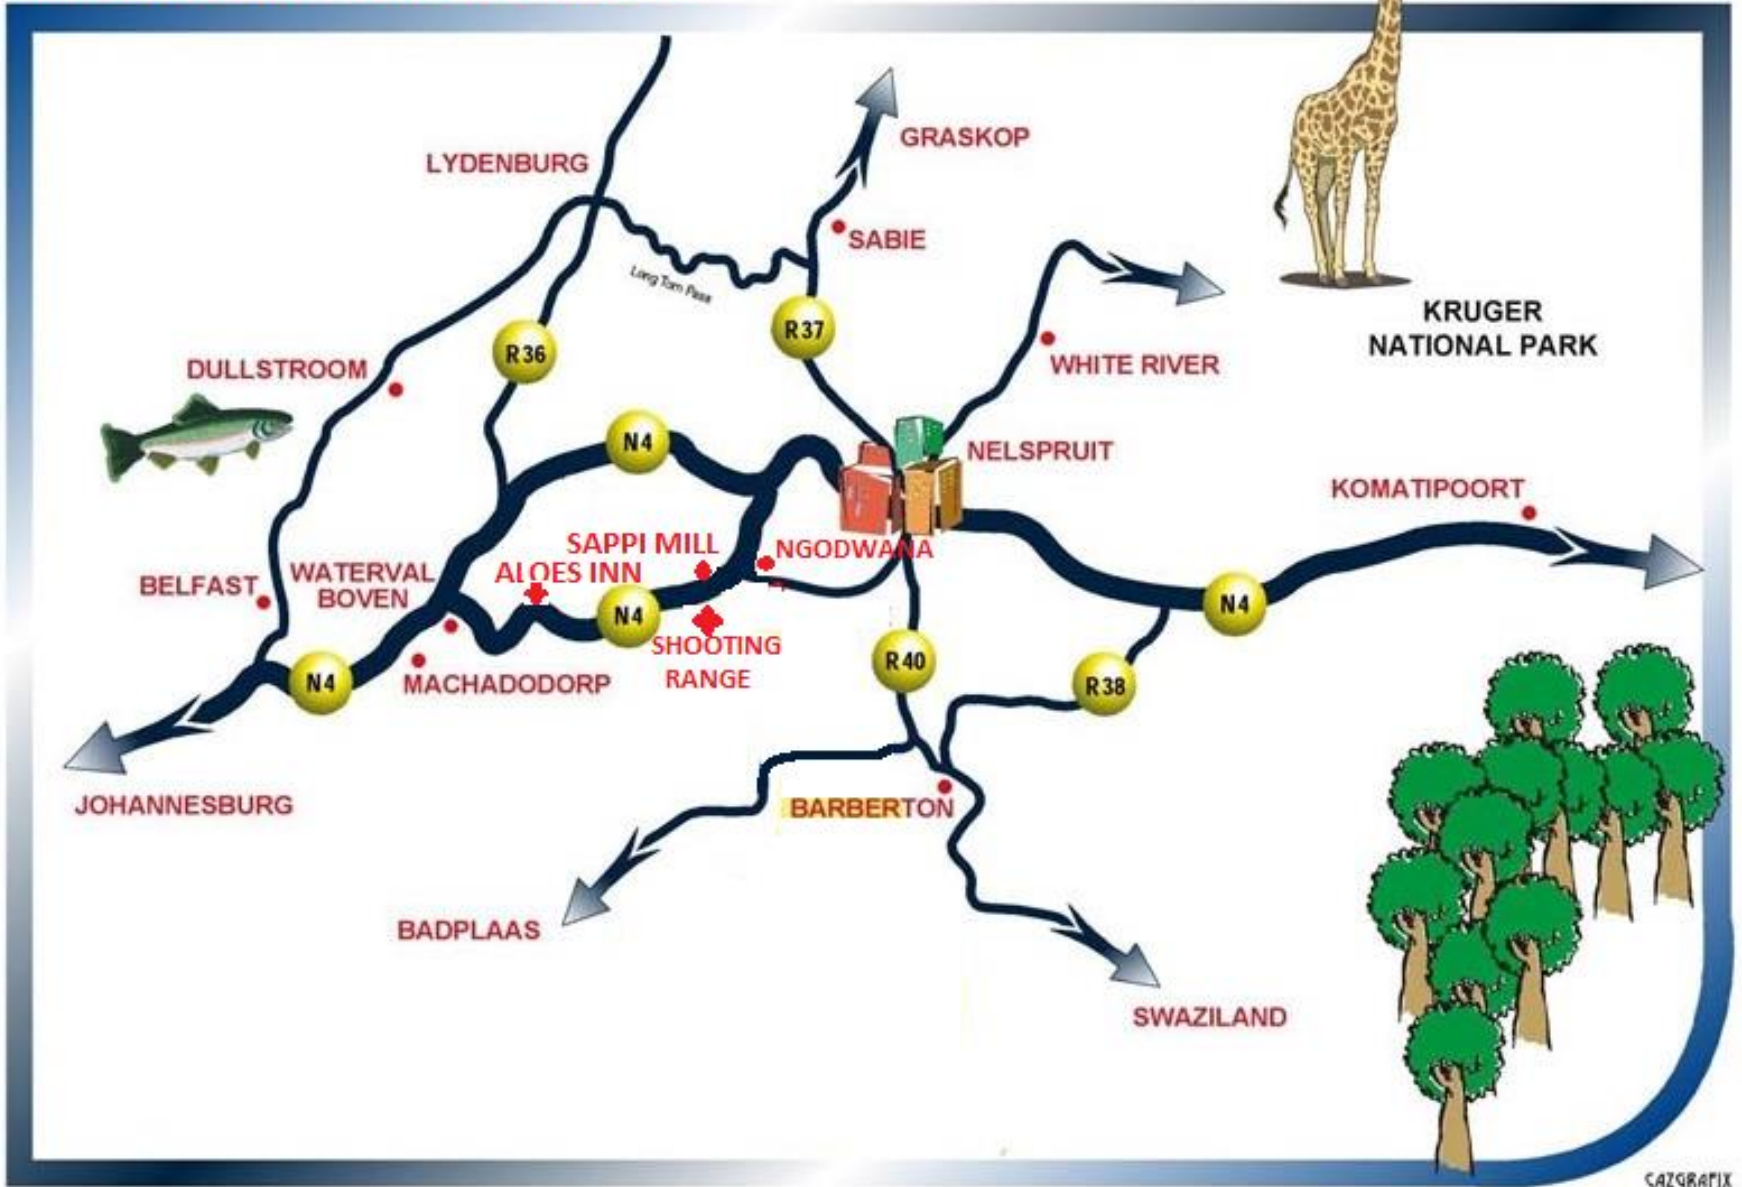 GRASKOP
LYDENBURG
SABIE
Long Tom Pass
KRUGER
NATIONAL PARK
R37
R36
DULLSTROOM
WHITE RIVER
N4
NELSPRUIT
KOMATIPOORT
SAPPI MILL
NGODWANA
ALOES INN
WATERVAL
BOVEN
BELFAST
N4
N4
SHOOTING
RANGE
R40
R38
N4
MACHADODORP
JOHANNESBURG
BARBERTON
BADPLAAS
SWAZILAND
CAZGRAFIX